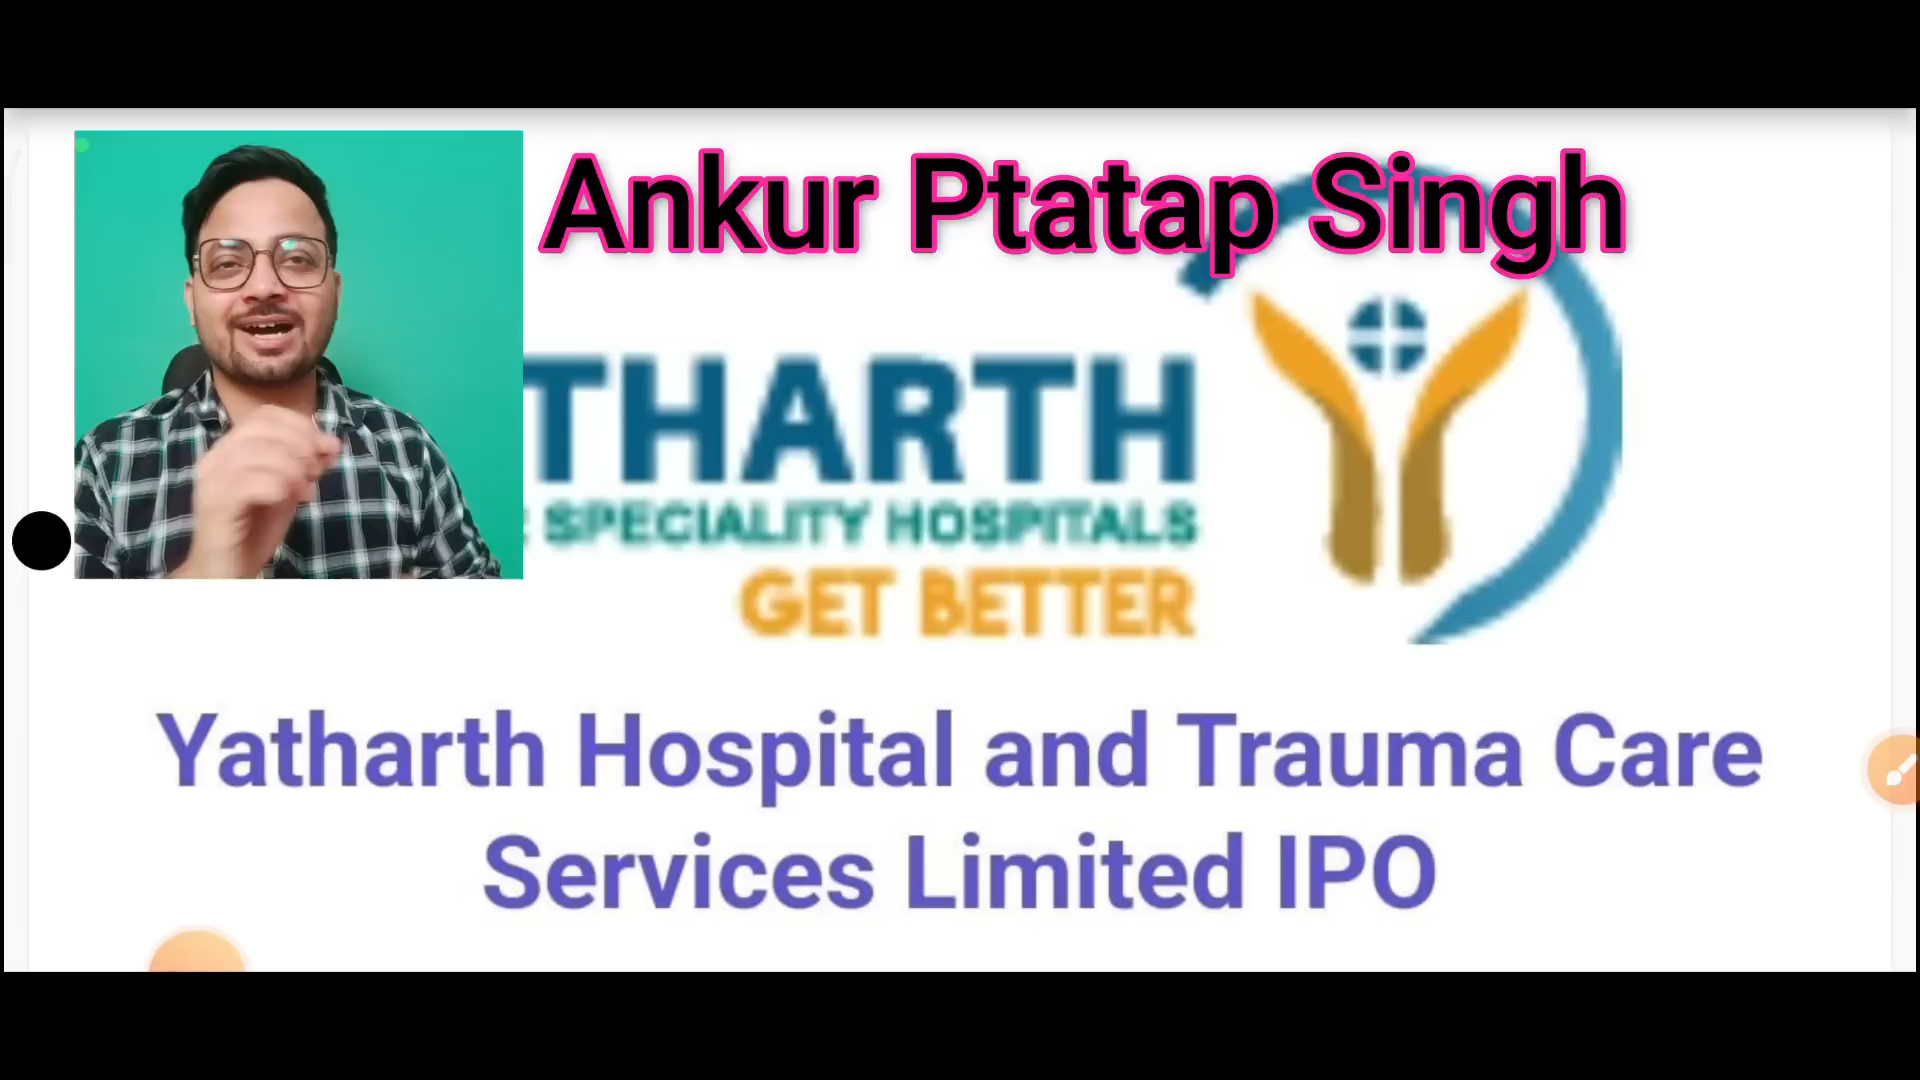 Ankur Ptatap Singh
THARTH
SPECIALITY HOSPITALS
GET BETTER
Yatharth Hospital and Trauma Care
Services Limited IPO